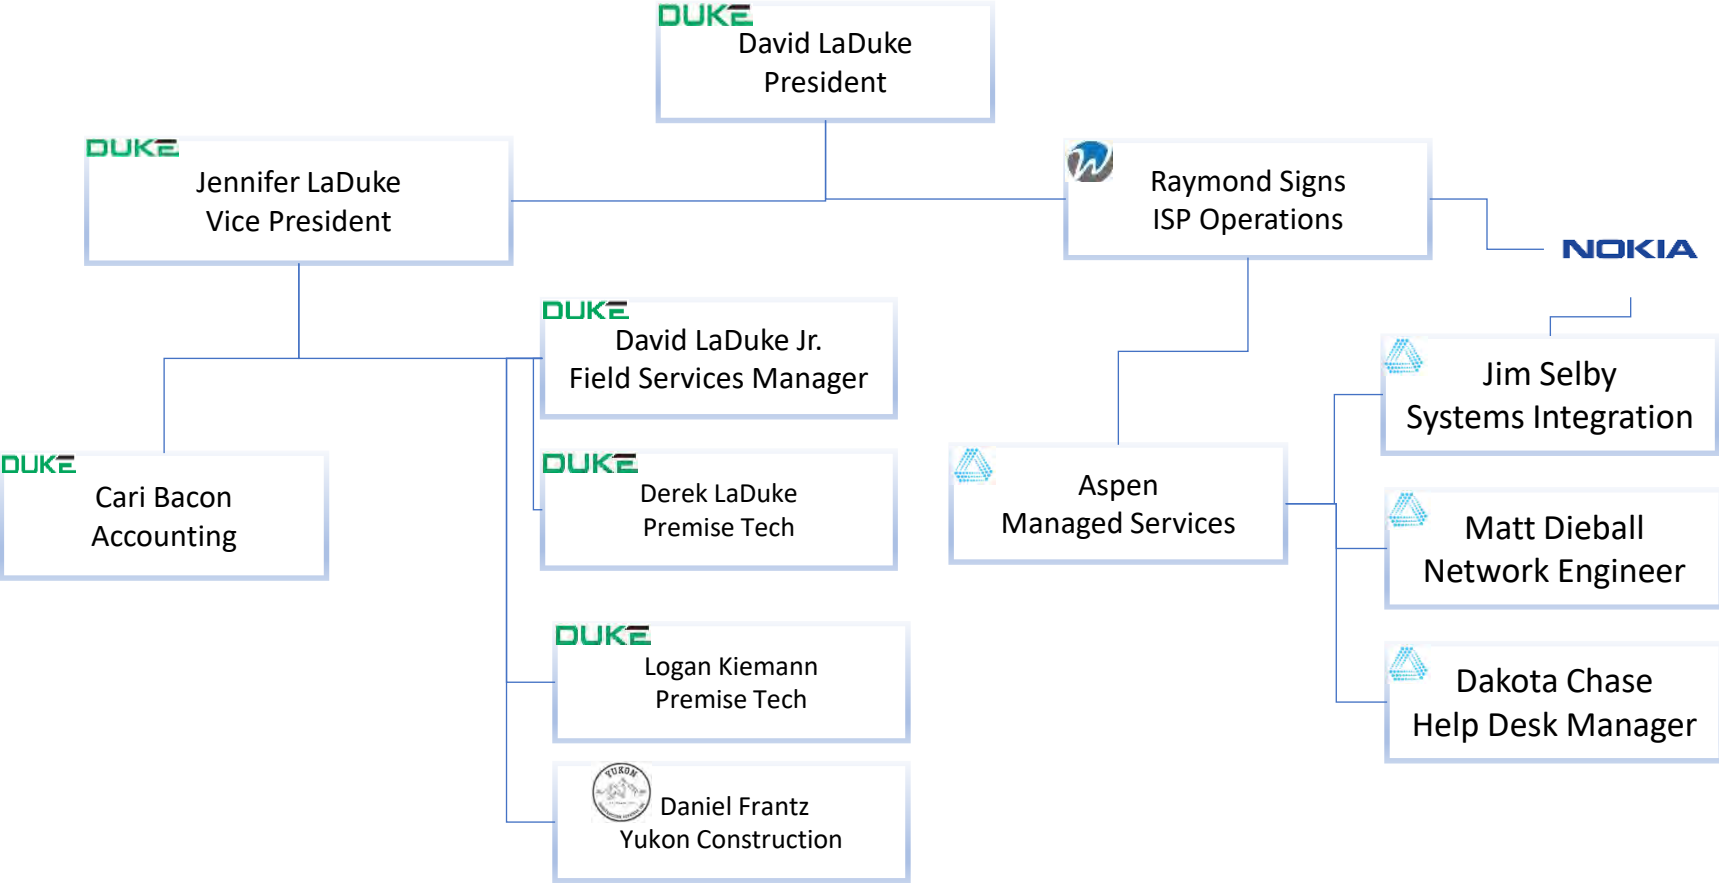 DUKE
David LaDuke
President
DUKE
Jennifer LaDuke
Vice President
W
Raymond Signs
ISP Operations
NOKIA
DUKE
David LaDuke Jr.
Field Services Manager
Jim Selby
Systems Integration
DUKE
Cari Bacon
Accounting
DUKE
Derek LaDuke
Premise Tech
Aspen
Managed Services
Matt Dieball
Network Engineer
DUKE
Logan Kiemann
Premise Tech
Dakota Chase
Help Desk Manager
YUKON
Daniel Frantz
Yukon Construction